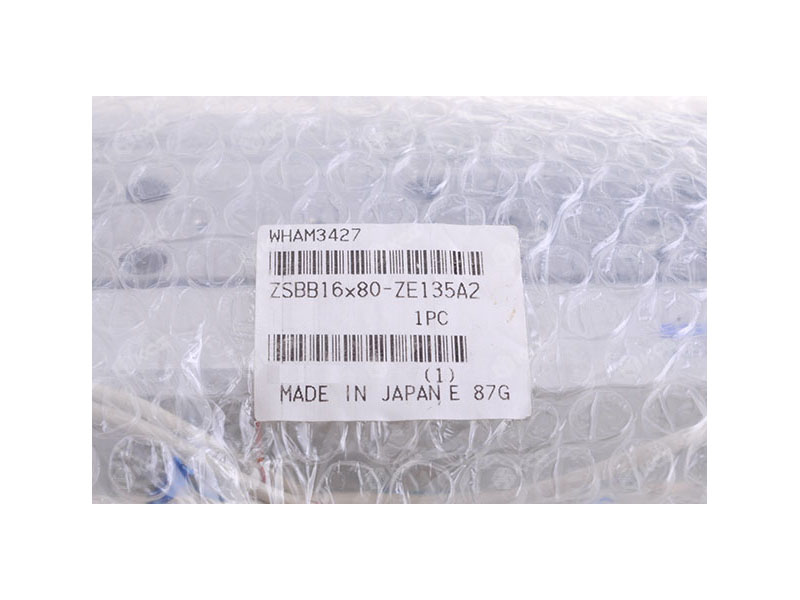 WHAM3427
ZSBB16x80-ZE135A2
1PC
(1)
MADE IN JAPAN E 87G